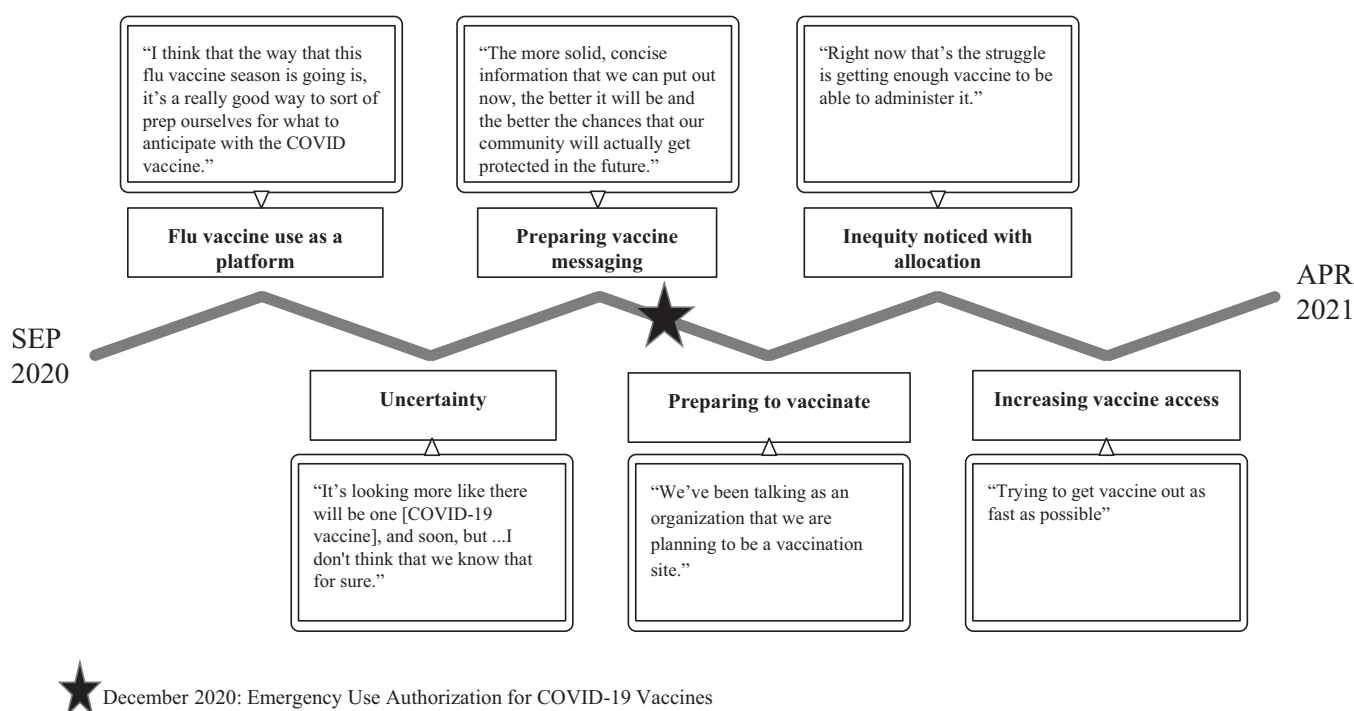 “I think that the way that this
flu vaccine season is going is,
it’s a really good way to sort of
prep ourselves for what to
anticipate with the COVID
vaccine.”
“The more solid, concise
information that we can put out
now, the better it will be and
the better the chances that our
community will actually get
protected in the future.”
“Right now that’s the struggle
is getting enough vaccine to be
able to administer it.”
Flu vaccine use as a
platform
Preparing vaccine
messaging
Inequity noticed with
allocation
SEP
2020
APR
2021
Uncertainty
Preparing to vaccinate
Increasing vaccine access
“It’s looking more like there
will be one [COVID-19
vaccine], and soon, but ...I
don't think that we know that
for sure.”
“We’ve been talking as an
organization that we are
planning to be a vaccination
site.”
“Trying to get vaccine out as
fast as possible”
December 2020: Emergency Use Authorization for COVID-19 Vaccines